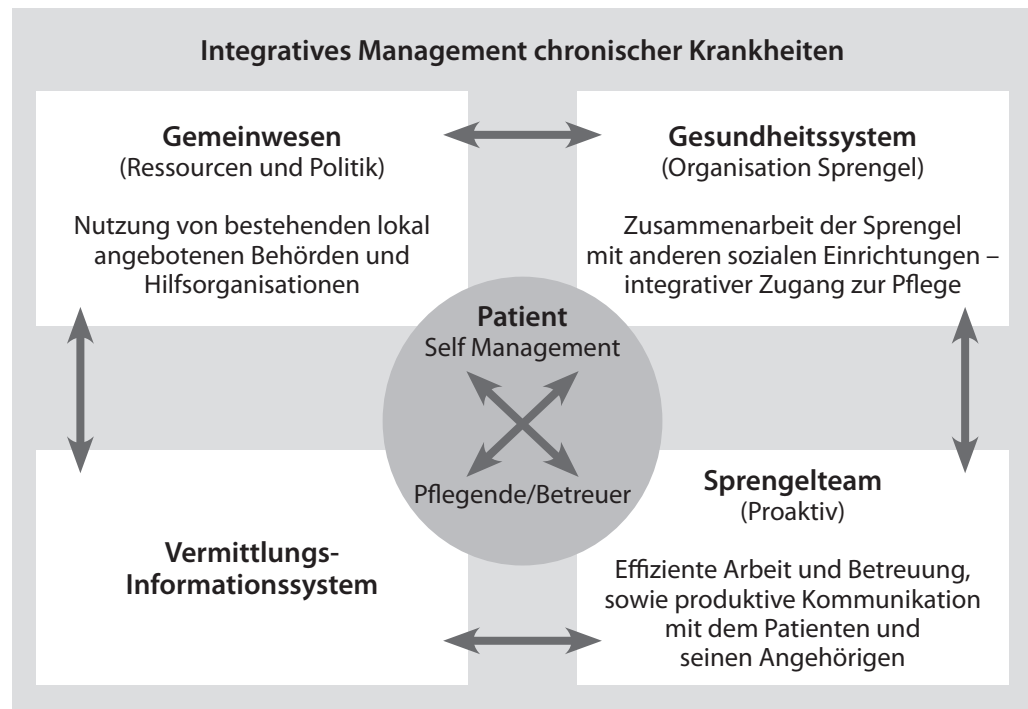 Integratives Management chronischer Krankheiten
Gemeinwesen
(Ressourcen und Politik)
Nutzung von bestehenden lokal
angebotenen Behörden und
Hilfsorganisationen
Gesundheitssystem
(Organisation Sprengel)
Zusammenarbeit der Sprengel
mit anderen sozialen Einrichtungen –
integrativer Zugang zur Pflege
Patient
Self Management
Pflegende/Betreuer
Vermittlungs-
Informationssystem
Sprengelteam
(Proaktiv)
Effiziente Arbeit und Betreuung,
sowie produktive Kommunikation
mit dem Patienten und
seinen Angehörigen